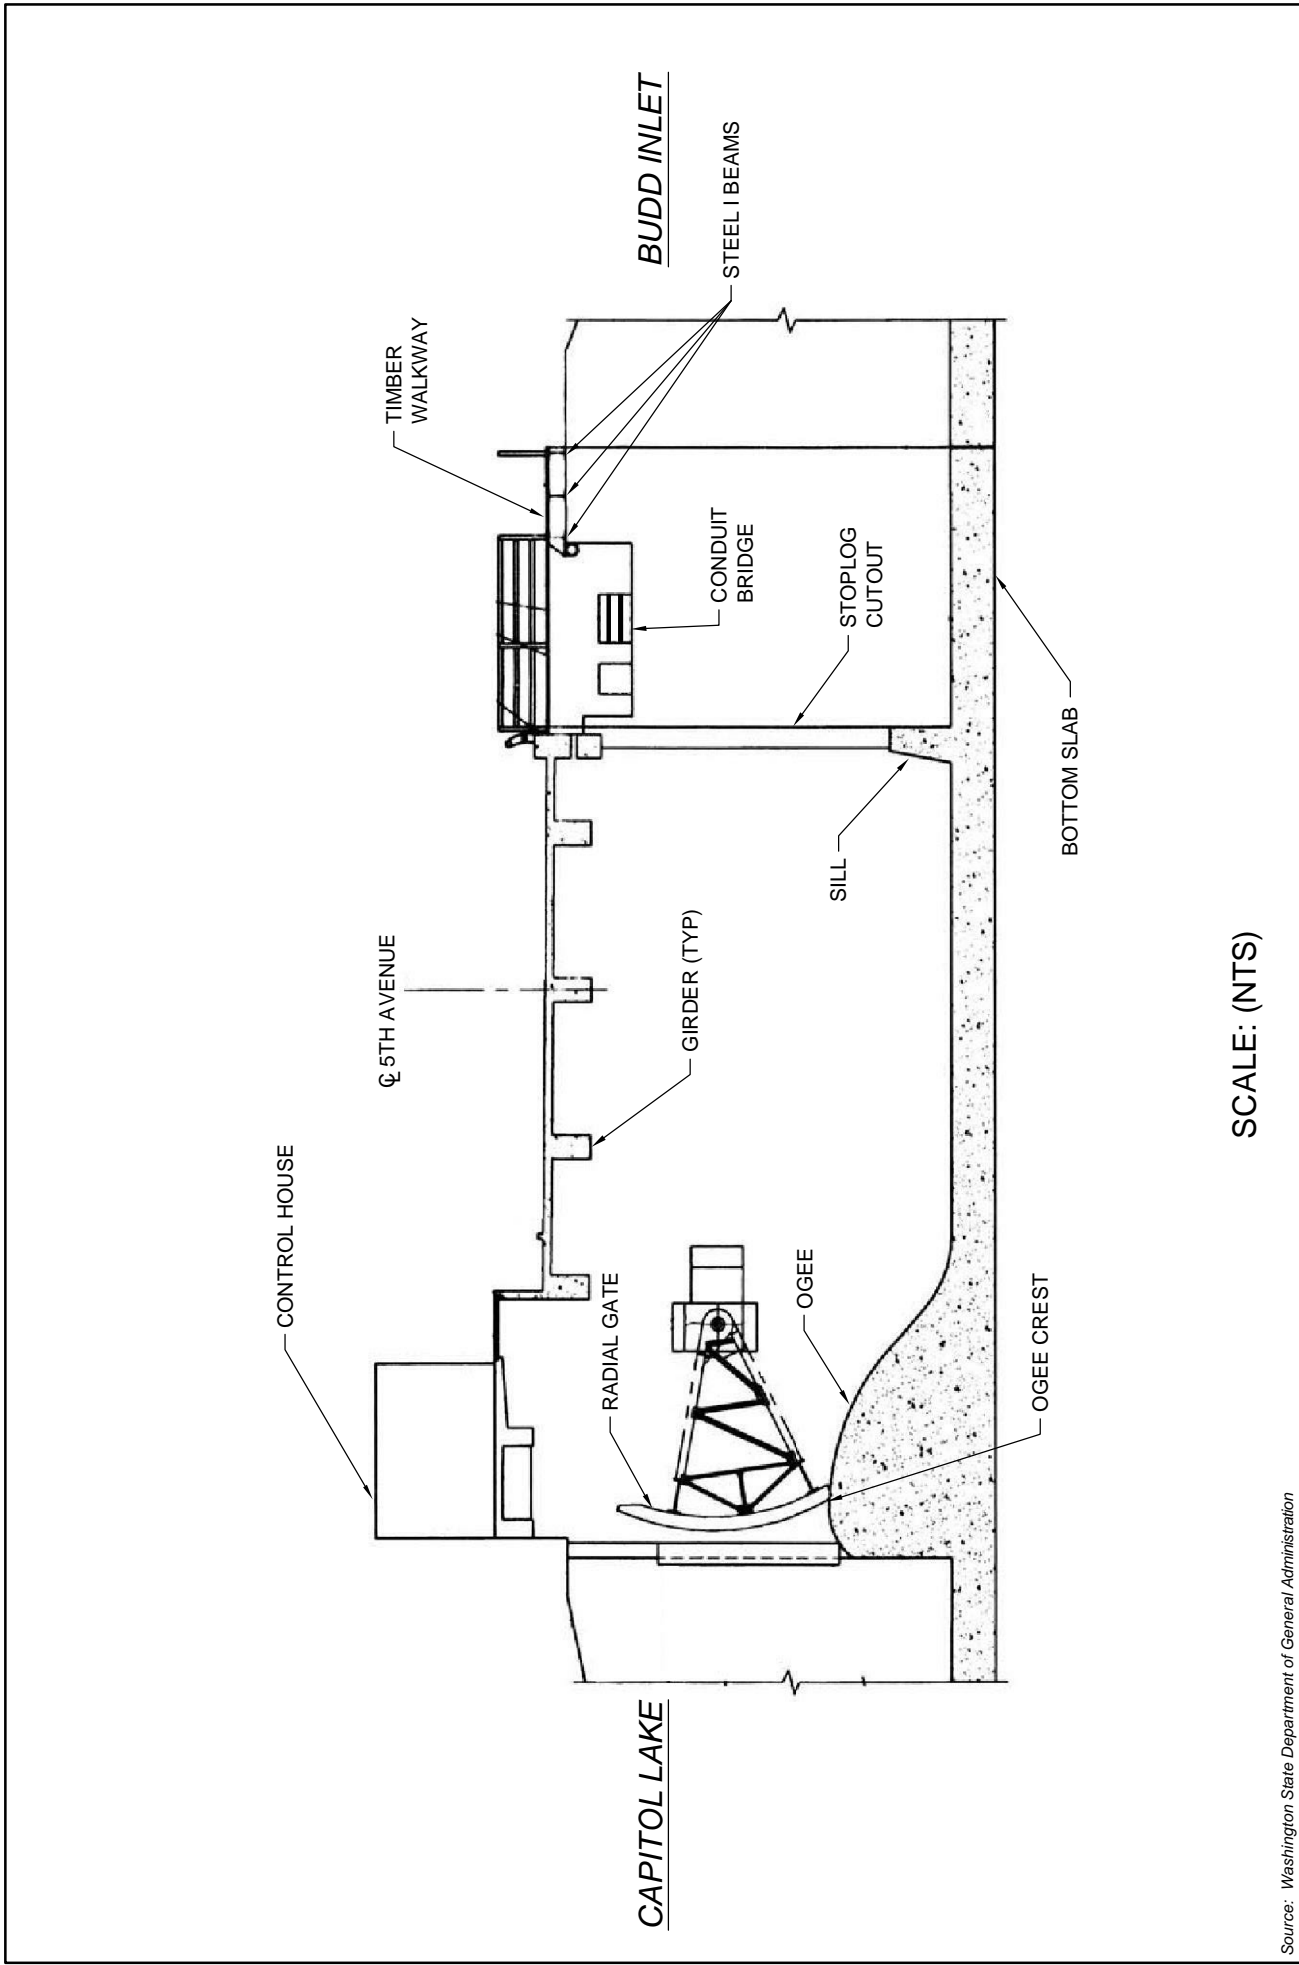 CONTROL HOUSE
℄ 5TH AVENUE
TIMBER
WALKWAY
CAPITOL LAKE
BUDD INLET
RADIAL GATE
GIRDER (TYP)
CONDUIT
BRIDGE
STEEL I BEAMS
OGEE
SILL
STOPLOG
CUTOUT
OGEE CREST
BOTTOM SLAB
SCALE: (NTS)
Source: Washington State Department of General Administration